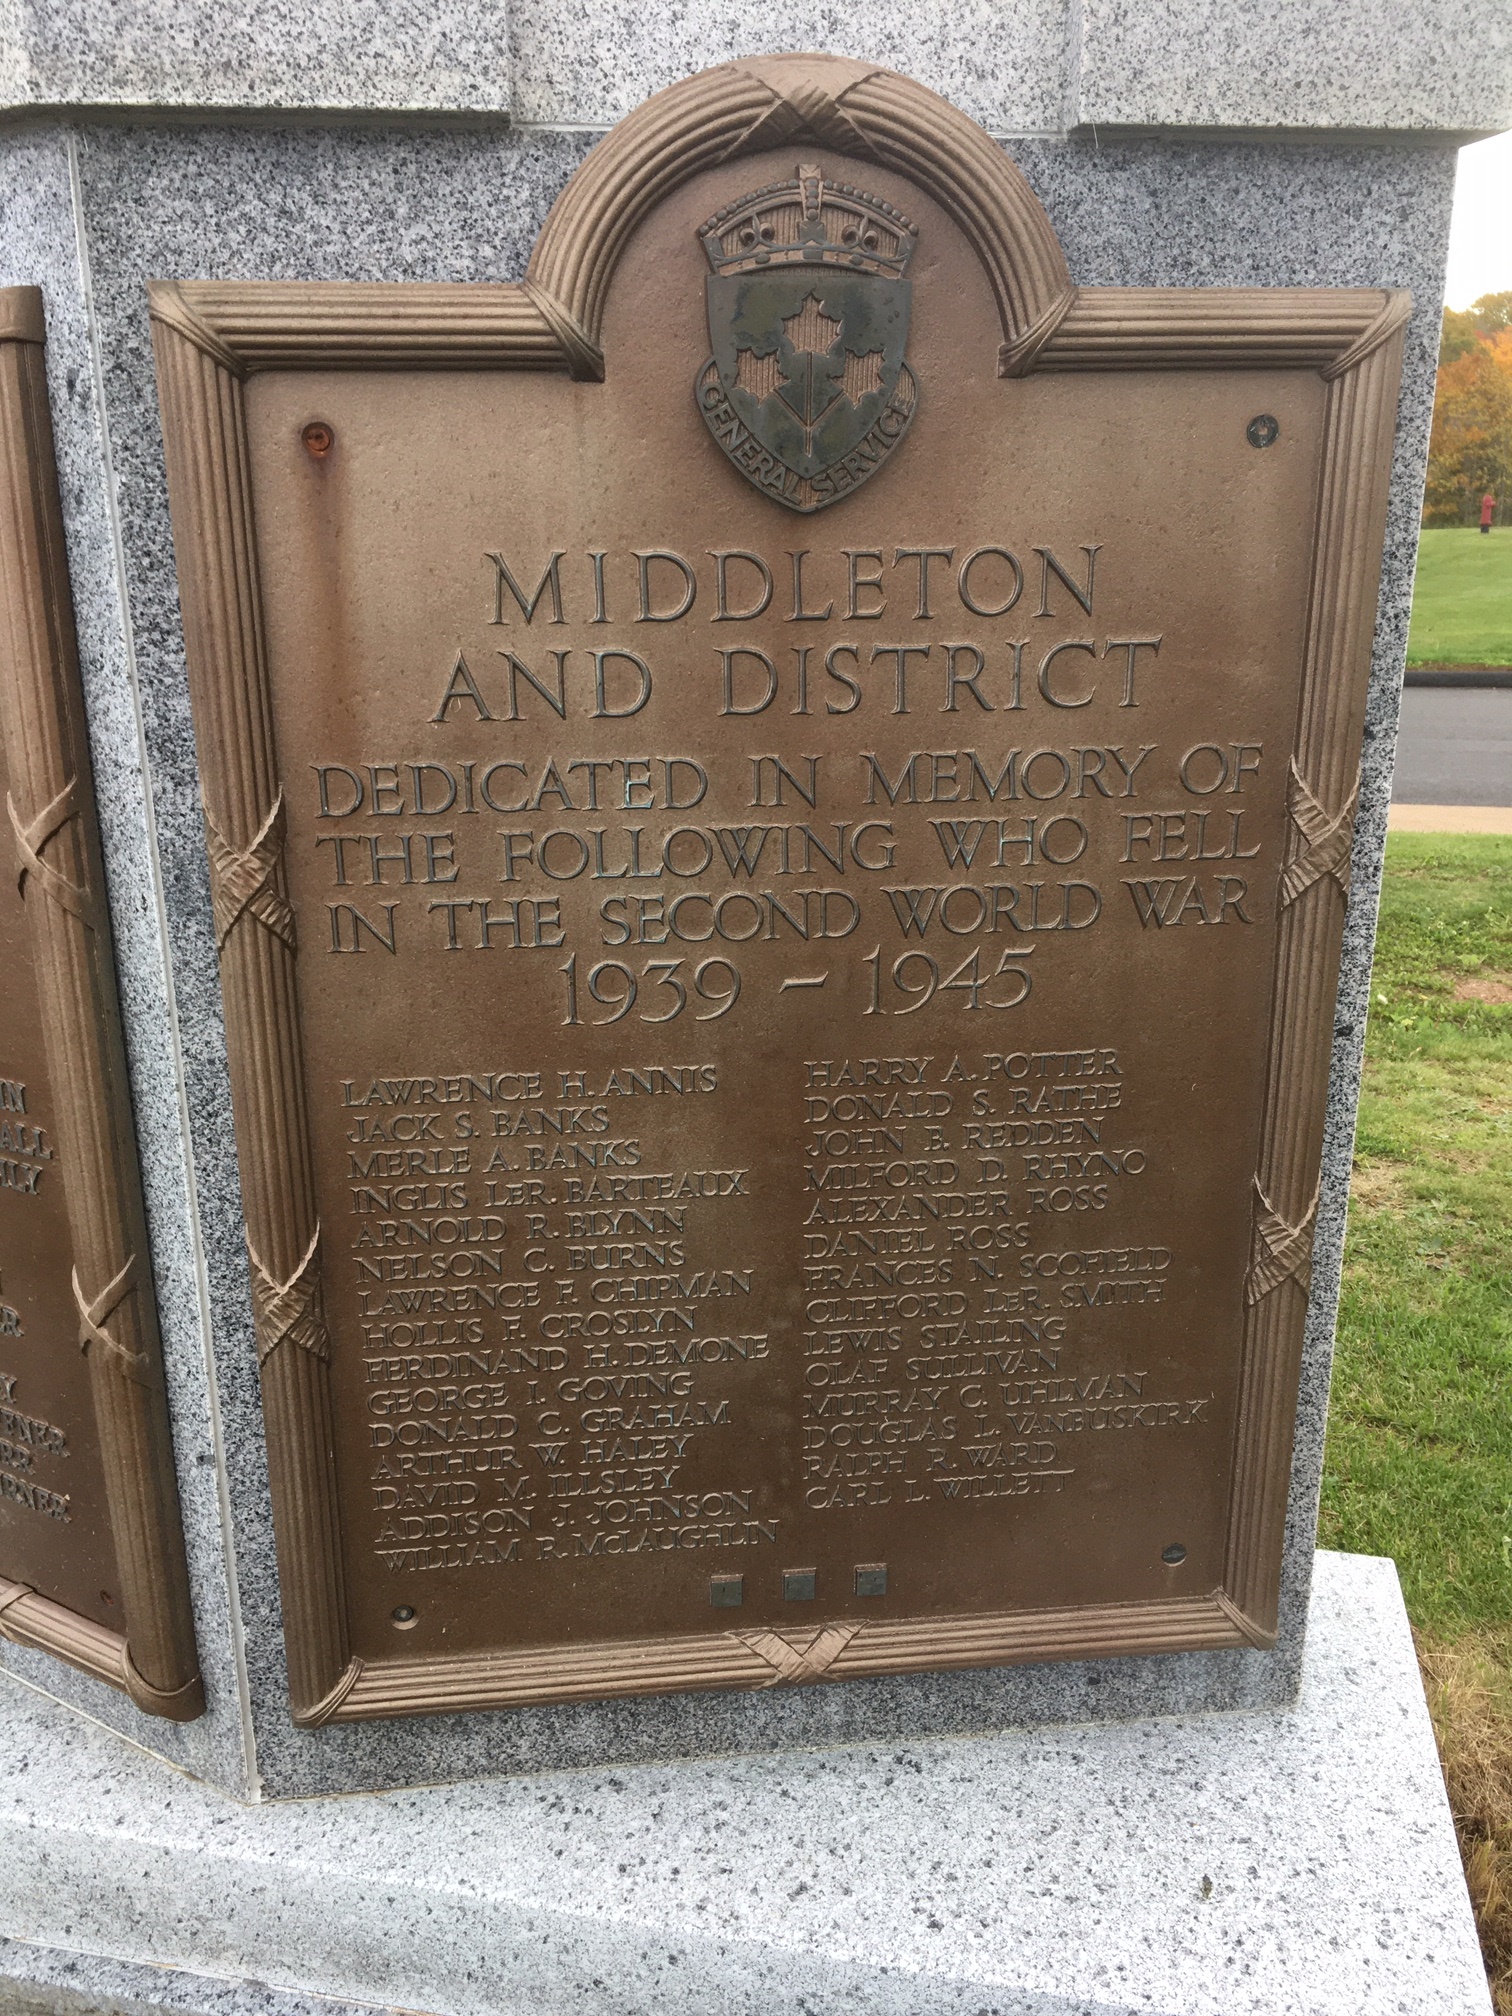 GENERAL SERVICE
MIDDLETON
AND DISTRICT
DEDICATED IN MEMORY OF
THE FOLLOWING WHO FELL
IN THE SECOND WORLD WAR
1939 - 1945
LAWRENCE H. ANNIS
JACK S. BANKS
MERLE A. BANKS
INGLIS LeR. BARTEAUX
ARNOLD R. BLYNN
NELSON C. BURNS
LAWRENCE F. CHIPMAN
HOLLIS F. CROSLYN
FERDINAND H. DEMONE
GEORGE I. GOVING
DONALD C. GRAHAM
ARTHUR W. HALEY
DAVID M. ILLSLEY
ADDISON J. JOHNSON
WILLIAM R. McLAUGHLIN
HARRY A. POTTER
DONALD S. RATHE
JOHN B. REDDEN
MILFORD D. RHYNO
ALEXANDER ROSS
DANIEL ROSS
FRANCES N. SCOFIELD
CLIFFORD LeR. SMITH
LEWIS STAILING
OLAF SULLIVAN
MURRAY C. UHLMAN
DOUGLAS L. VANBUSKIRK
RALPH R. WARD
CARL L. WILLETT